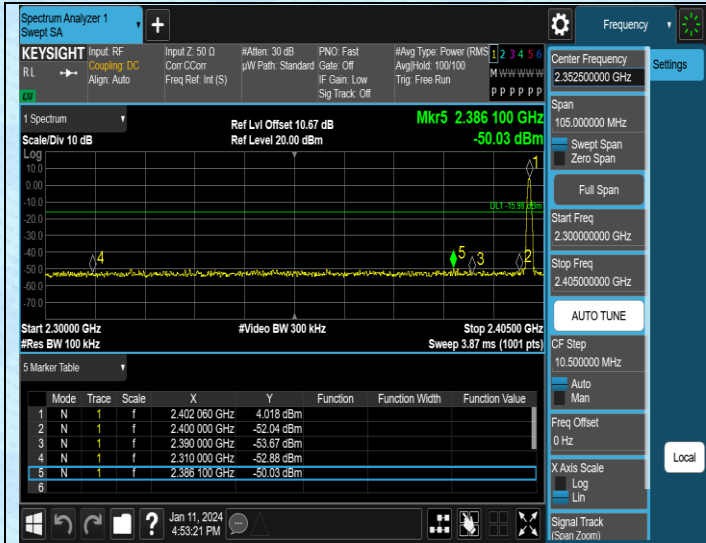 Spectrum Analyzer 1
Swept SA
Frequency
KEYSIGHT
RL
LXI
Input: RF
Coupling: DC
Align: Auto
Input Z: 50 Ω
Corr CCorr
Freq Ref: Int (S)
#Atten: 30 dB
µW Path: Standard
PNO: Fast
Gate: Off
IF Gain: Low
Sig Track: Off
#Avg Type: Power (RMS
Avg|Hold: 100/100
Trig: Free Run
1 2 3 4 5 6
M W W W W W
P P P P P P
1 Spectrum
Scale/Div 10 dB
Ref Lvl Offset 10.67 dB
Ref Level 20.00 dBm
Mkr5 2.386 100 GHz
-50.03 dBm
Log
10.0
0.00
-10.0
-20.0
-30.0
-40.0
-50.0
-60.0
-70.0
DL1 -15.98 dBm
1
2
3
4
5
Start 2.30000 GHz
#Video BW 300 kHz
Stop 2.40500 GHz
#Res BW 100 kHz
Sweep 3.87 ms (1001 pts)
5 Marker Table
Mode Trace Scale X Y Function Function Width Function Value
1 N 1 f 2.402 060 GHz 4.018 dBm
2 N 1 f 2.400 000 GHz -52.04 dBm
3 N 1 f 2.390 000 GHz -53.67 dBm
4 N 1 f 2.310 000 GHz -52.88 dBm
5 N 1 f 2.386 100 GHz -50.03 dBm
6
Jan 11, 2024
4:53:21 PM
Center Frequency
2.352500000 GHz
Settings
Span
105.000000 MHz
Swept Span
Zero Span
Full Span
Start Freq
2.300000000 GHz
Stop Freq
2.405000000 GHz
AUTO TUNE
CF Step
10.500000 MHz
Auto
Man
Freq Offset
0 Hz
Local
X Axis Scale
Log
Lin
Signal Track
(Span Zoom)